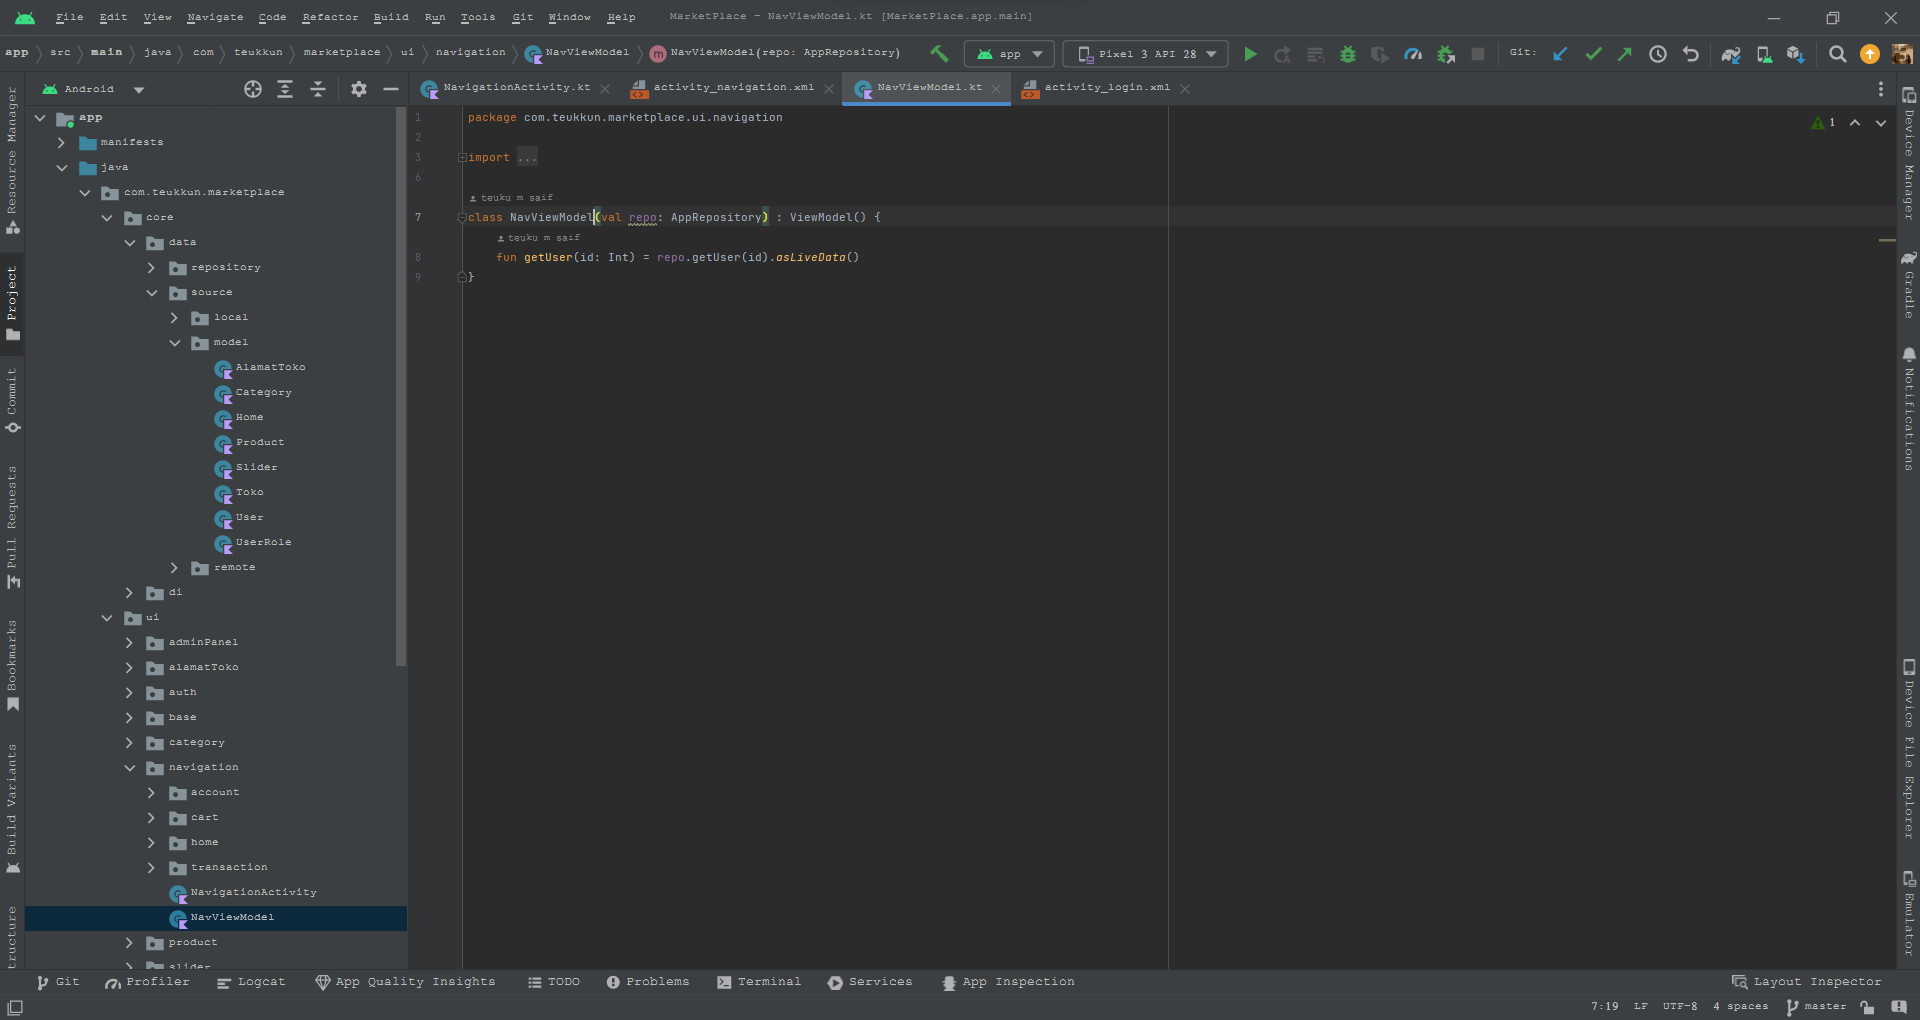 File Edit View Navigate Code Refactor Build Run Tools Git Window Help MarketPlace - NavViewModel.kt [MarketPlace.app.main]
app src main java com teukkun marketplace ui navigation NavViewModel NavViewModel(repo: AppRepository) app Pixel 3 API 28 Git:
Android
NavigationActivity.kt activity_navigation.xml NavViewModel.kt activity_login.xml
app
manifests
java
com.teukkun.marketplace
core
data
repository
source
local
model
AlamatToko
Category
Home
Product
Slider
Toko
User
UserRole
remote
di
ui
adminPanel
alamatToko
auth
base
category
navigation
account
cart
home
transaction
NavigationActivity
NavViewModel
product
slider
1 package com.teukkun.marketplace.ui.navigation
2
3 import ...
6
teuku m saif
7 class NavViewModel(val repo: AppRepository) : ViewModel() {
teuku m saif
8 fun getUser(id: Int) = repo.getUser(id).asLiveData()
9 }
1
Resource Manager
Project
Commit
Pull Requests
Bookmarks
Build Variants
tructure
Device Manager
Gradle
Notifications
Device File Explorer
Emulator
Git Profiler Logcat App Quality Insights TODO Problems Terminal Services App Inspection Layout Inspector
7:19 LF UTF-8 4 spaces master